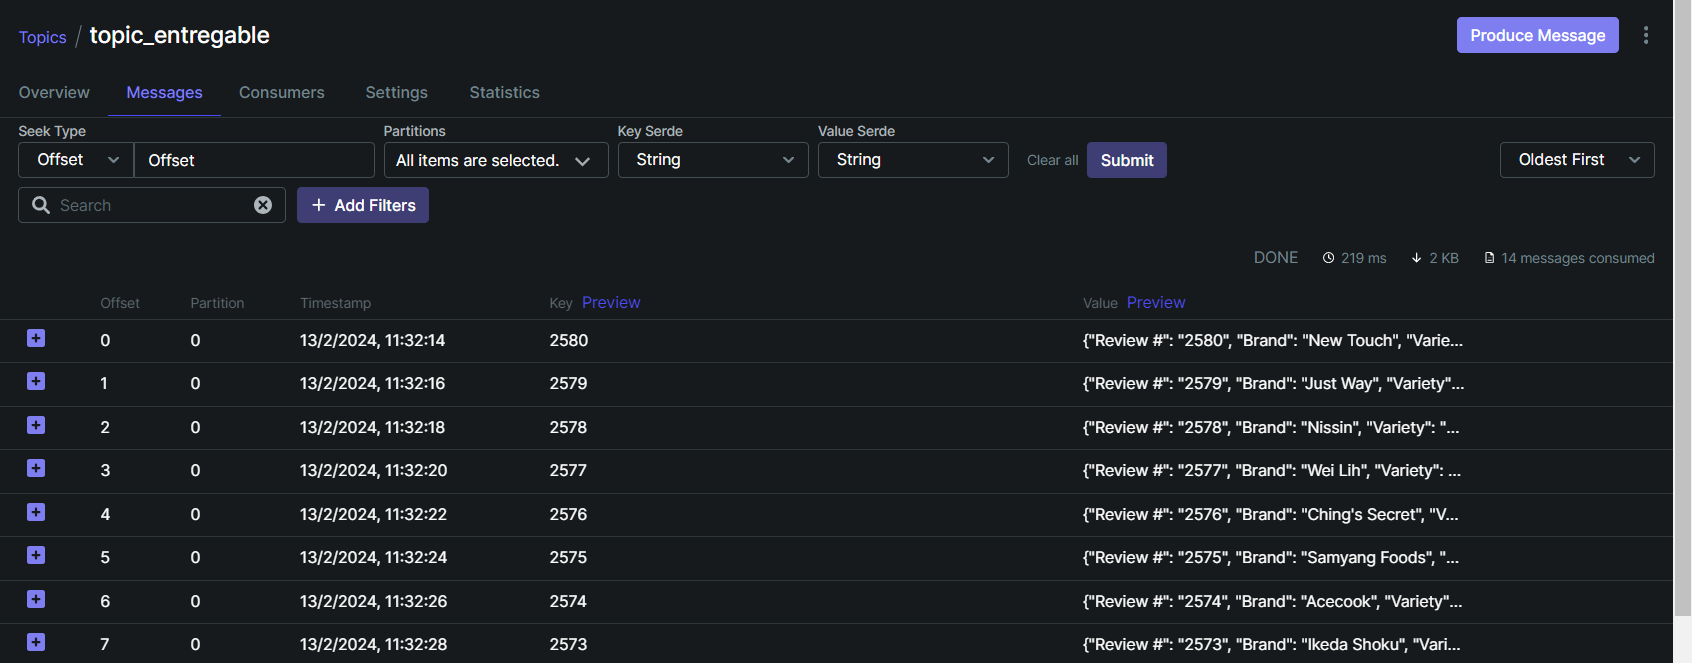 Topics / topic_entregable
Produce Message
Overview Messages Consumers Settings Statistics
Seek Type Partitions Key Serde Value Serde
Offset Offset All items are selected. String String Clear all Submit Oldest First
Search Add Filters
DONE 219 ms 2 KB 14 messages consumed
Offset Partition Timestamp Key Preview Value Preview
0 0 13/2/2024, 11:32:14 2580 {"Review #": "2580", "Brand": "New Touch", "Varie...
1 0 13/2/2024, 11:32:16 2579 {"Review #": "2579", "Brand": "Just Way", "Variety"...
2 0 13/2/2024, 11:32:18 2578 {"Review #": "2578", "Brand": "Nissin", "Variety": "...
3 0 13/2/2024, 11:32:20 2577 {"Review #": "2577", "Brand": "Wei Lih", "Variety": ...
4 0 13/2/2024, 11:32:22 2576 {"Review #": "2576", "Brand": "Ching's Secret", "V...
5 0 13/2/2024, 11:32:24 2575 {"Review #": "2575", "Brand": "Samyang Foods", "...
6 0 13/2/2024, 11:32:26 2574 {"Review #": "2574", "Brand": "Acecook", "Variety"...
7 0 13/2/2024, 11:32:28 2573 {"Review #": "2573", "Brand": "Ikeda Shoku", "Vari...